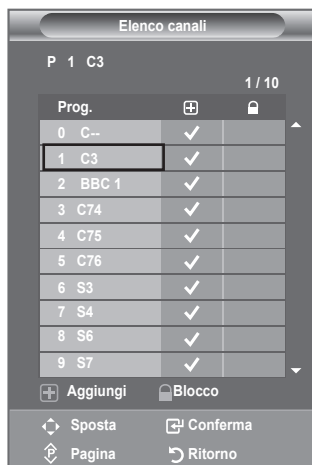 Elenco canali
P 1 C3
1 / 10
Prog.
0 C--
1 C3
2 BBC 1
3 C74
4 C75
5 C76
6 S3
7 S4
8 S6
9 S7
Aggiungi Blocco
Sposta Conferma
Pagina Ritorno